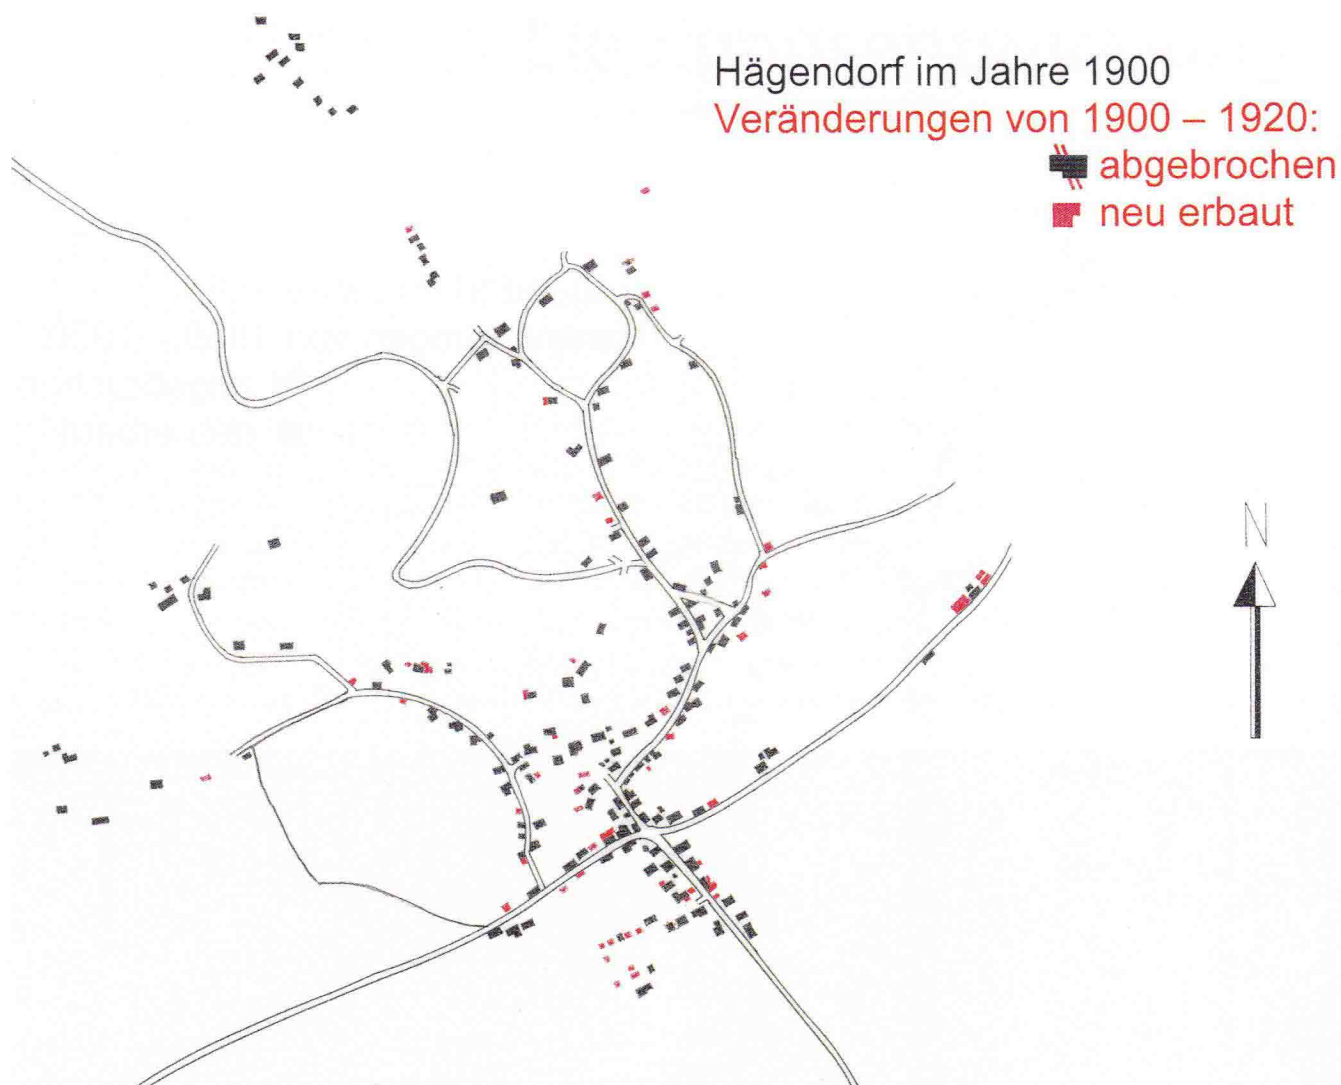 Hägendorf im Jahre 1900
Veränderungen von 1900 – 1920:
abgebrochen
neu erbaut
N